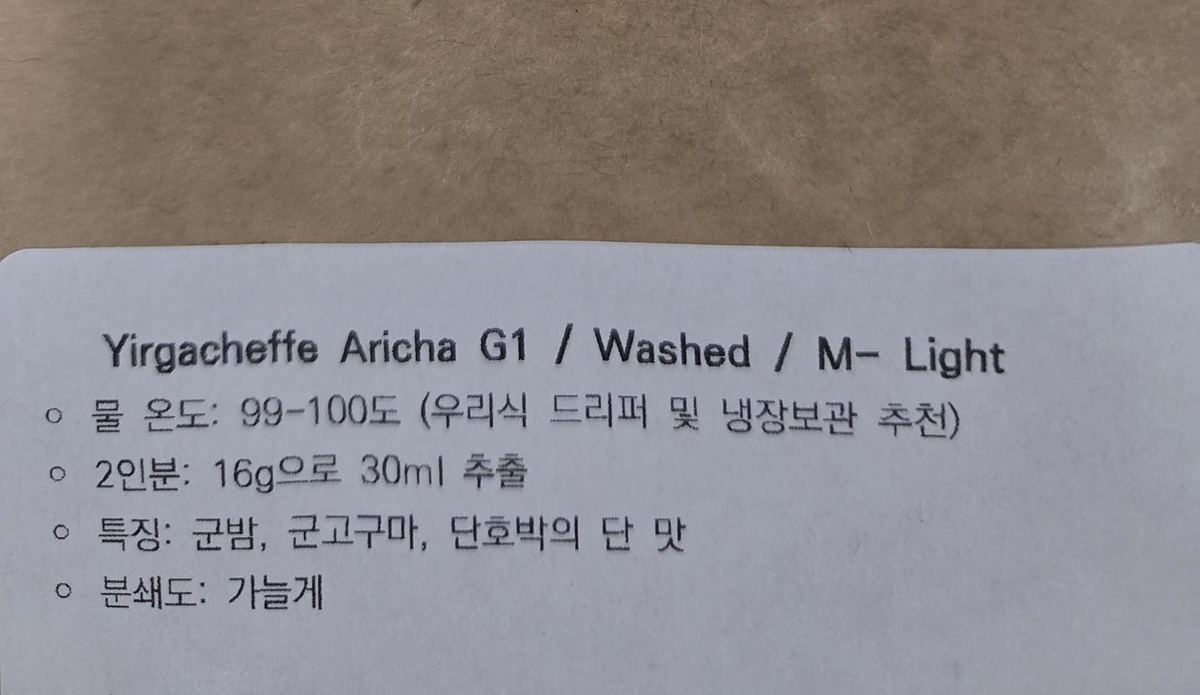 Yirgacheffe Aricha G1 / Washed / M- Light
○ 물 온도: 99-100도 (우리식 드리퍼 및 냉장보관 추천)
○ 2인분: 16g으로 30ml 추출
○ 특징: 군밤, 군고구마, 단호박의 단 맛
○ 분쇄도: 가늘게